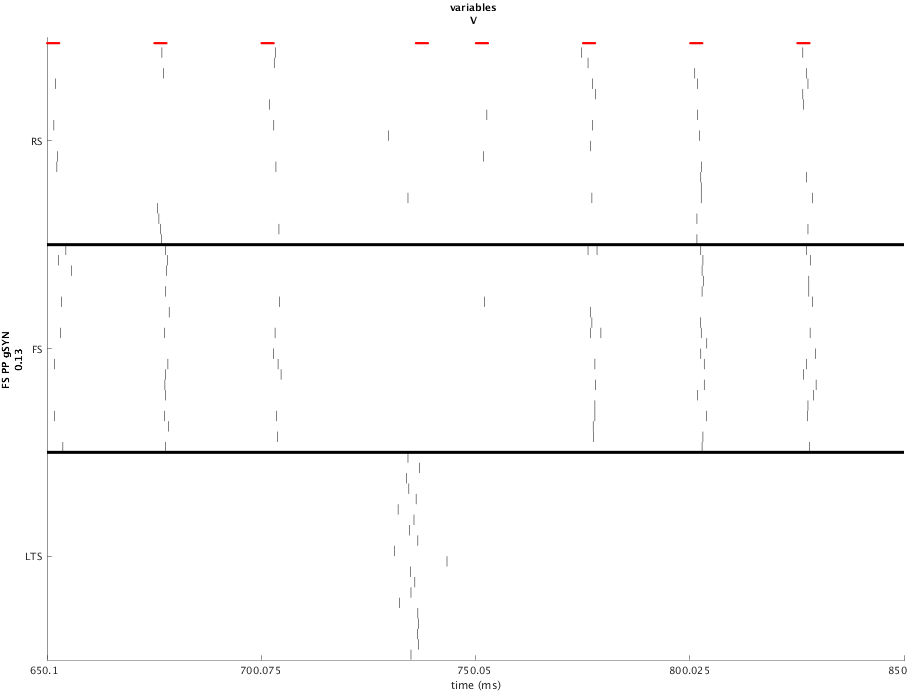 variables
V
RS
FS
LTS
FS PP gSYN
0.13
650.1
700.075
750.05
800.025
850
time (ms)